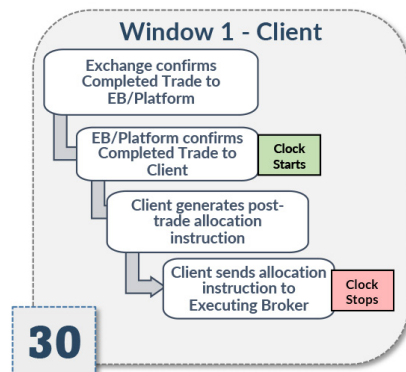 Window 1 - Client
Exchange confirms
Completed Trade to
EB/Platform
EB/Platform confirms
Completed Trade to
Client
Clock
Starts
Client generates post-
trade allocation
instruction
Client sends allocation
instruction to
Executing Broker
Clock
Stops
30